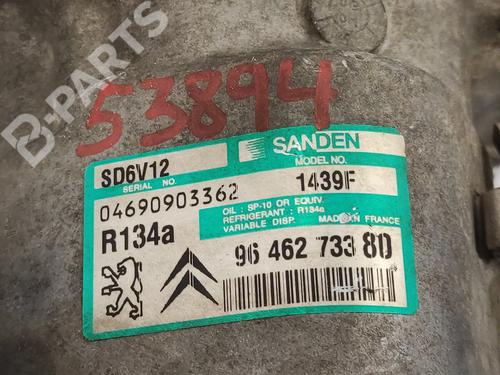 B-PARTS
53894
SANDEN
SD6V12
SERIAL NO.
MODEL NO.
04690903362
1439F
OIL : SP-10 OR EQUIV.
REFRIGERANT : R134a
VARIABLE DISP. MADE IN FRANCE
R134a
96 462 733 80